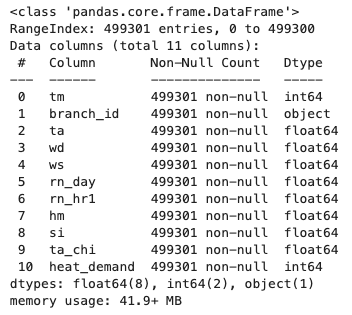 <class 'pandas.core.frame.DataFrame'>
RangeIndex: 499301 entries, 0 to 499300
Data columns (total 11 columns):
 #   Column       Non-Null Count   Dtype
---  ------       --------------   -----
 0   tm           499301 non-null  int64
 1   branch_id    499301 non-null  object
 2   ta           499301 non-null  float64
 3   wd           499301 non-null  float64
 4   ws           499301 non-null  float64
 5   rn_day       499301 non-null  float64
 6   rn_hr1       499301 non-null  float64
 7   hm           499301 non-null  float64
 8   si           499301 non-null  float64
 9   ta_chi       499301 non-null  float64
 10  heat_demand  499301 non-null  int64
dtypes: float64(8), int64(2), object(1)
memory usage: 41.9+ MB